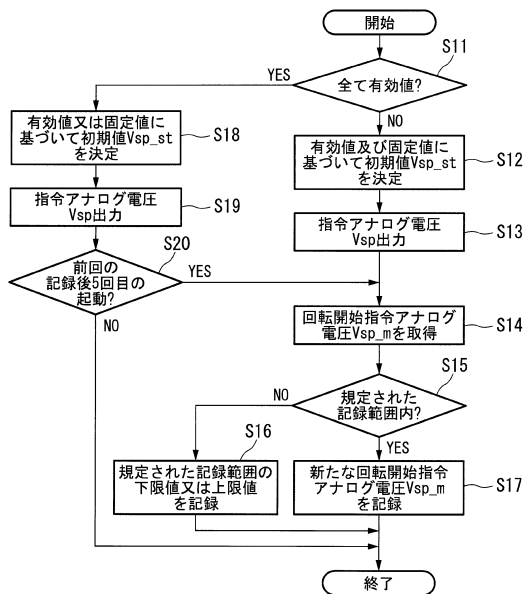 開始
S11
全て有効値?
YES
NO
有効値又は固定値に
基づいて初期値Vsp_st
を決定
S18
有効値及び固定値に
基づいて初期値Vsp_st
を決定
S12
指令アナログ電圧
Vsp出力
S19
指令アナログ電圧
Vsp出力
S13
S20
前回の
記録後5回目の
起動?
YES
NO
回転開始指令アナログ
電圧Vsp_mを取得
S14
S15
規定された
記録範囲内?
NO
YES
S16
規定された記録範囲の
下限値又は上限値
を記録
新たな回転開始指令
アナログ電圧Vsp_m
を記録
S17
終了